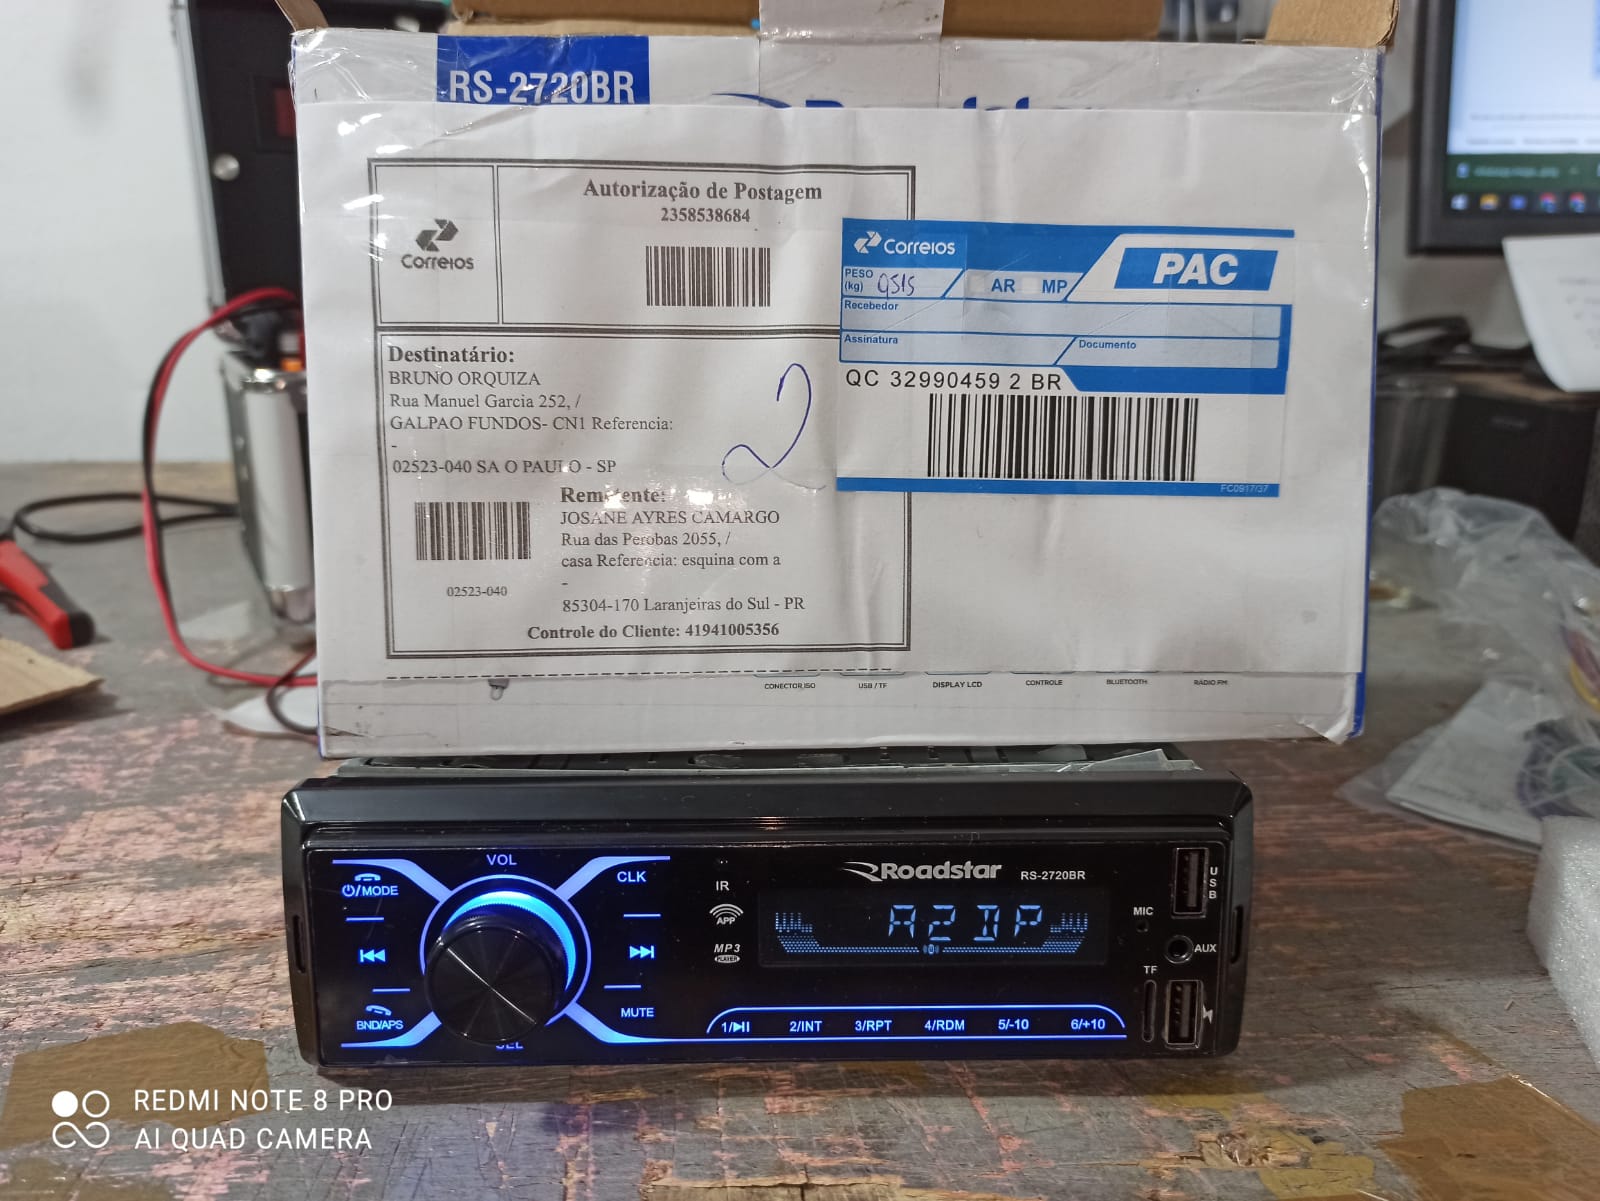 RS-2720BR
Autorização de Postagem
2358538684
Correios
Destinatário:
BRUNO ORQUIZA
Rua Manuel Garcia 252, /
GALPAO FUNDOS- CN1 Referencia:
-
02523-040 SA O PAULO - SP
02523-040
Remetente:
JOSANE AYRES CAMARGO
Rua das Perobas 2055, /
casa Referencia: esquina com a
-
85304-170 Laranjeiras do Sul - PR
Controle do Cliente: 41941005356
2
Correios
PAC
PESO
(kg)
AR MP
Recebedor
Assinatura
Documento
QC 32990459 2 BR
FC0917/37
CONECTOR ISO USB / TF DISPLAY LCD CONTROLE BLUETOOTH RÁDIO FM
VOL
/MODE
CLK
BND/APS
MUTE
SEL
IR
APP
MP3
PLAYER
Roadstar RS-2720BR
A2DP
1/ 2/INT 3/RPT 4/RDM 5/-10 6/+10
USB
MIC
AUX
TF
REDMI NOTE 8 PRO
AI QUAD CAMERA